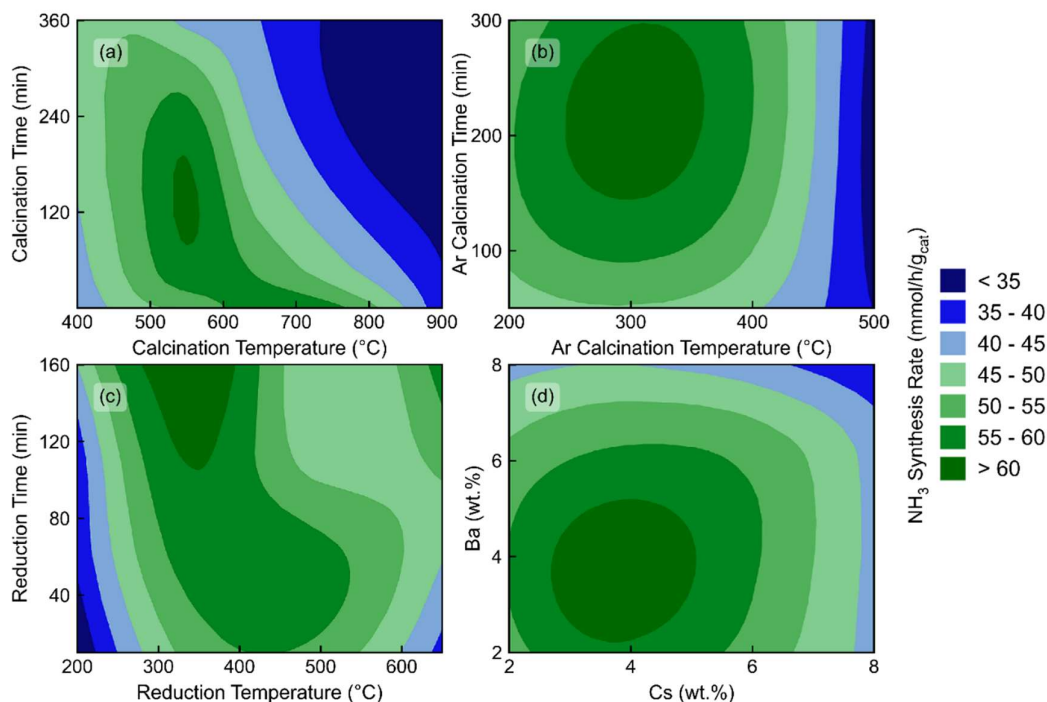 360
240
120
(a)
400 500 600 700 800 900
Calcination Temperature (°C)
Calcination Time (min)
300
200
100
(b)
200 300 400 500
Ar Calcination Temperature (°C)
Ar Calcination Time (min)
160
120
80
40
(c)
200 300 400 500 600
Reduction Temperature (°C)
Reduction Time (min)
8
6
4
2
(d)
2 4 6 8
Cs (wt.%)
Ba (wt.%)
NH₃ Synthesis Rate (mmol/h/g_cat)
< 35
35 - 40
40 - 45
45 - 50
50 - 55
55 - 60
> 60